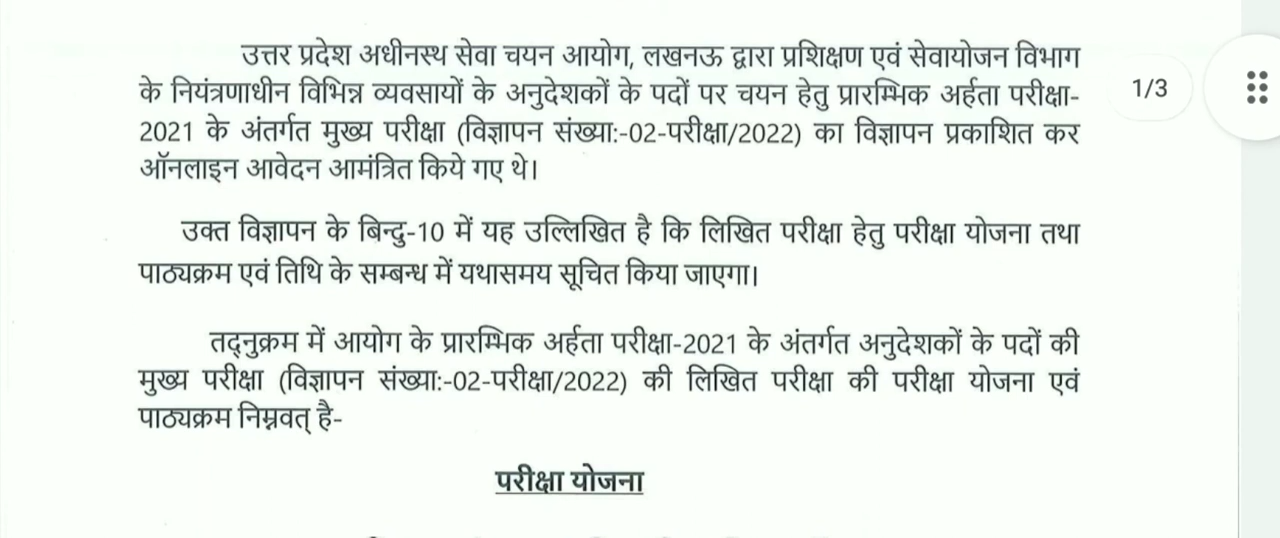 उत्तर प्रदेश अधीनस्थ सेवा चयन आयोग, लखनऊ द्वारा प्रशिक्षण एवं सेवायोजन विभाग
के नियंत्रणाधीन विभिन्न व्यवसायों के अनुदेशकों के पदों पर चयन हेतु प्रारम्भिक अर्हता परीक्षा-
1/3
2021 के अंतर्गत मुख्य परीक्षा (विज्ञापन संख्या:-02-परीक्षा/2022) का विज्ञापन प्रकाशित कर
ऑनलाइन आवेदन आमंत्रित किये गए थे।
उक्त विज्ञापन के बिन्दु-10 में यह उल्लिखित है कि लिखित परीक्षा हेतु परीक्षा योजना तथा
पाठ्यक्रम एवं तिथि के सम्बन्ध में यथासमय सूचित किया जाएगा।
तद्नुक्रम में आयोग के प्रारम्भिक अर्हता परीक्षा-2021 के अंतर्गत अनुदेशकों के पदों की
मुख्य परीक्षा (विज्ञापन संख्या:-02-परीक्षा/2022) की लिखित परीक्षा की परीक्षा योजना एवं
पाठ्यक्रम निम्नवत् है-
परीक्षा योजना